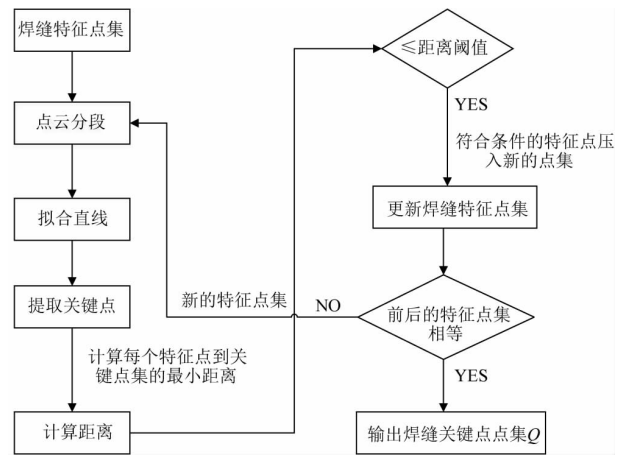 焊缝特征点集
点云分段
拟合直线
提取关键点
计算每个特征点到关
键点集的最小距离
计算距离
≤距离阈值
YES
符合条件的特征点压
入新的点集
更新焊缝特征点集
前后的特征点集
相等
NO
新的特征点集
YES
输出焊缝关键点点集Q